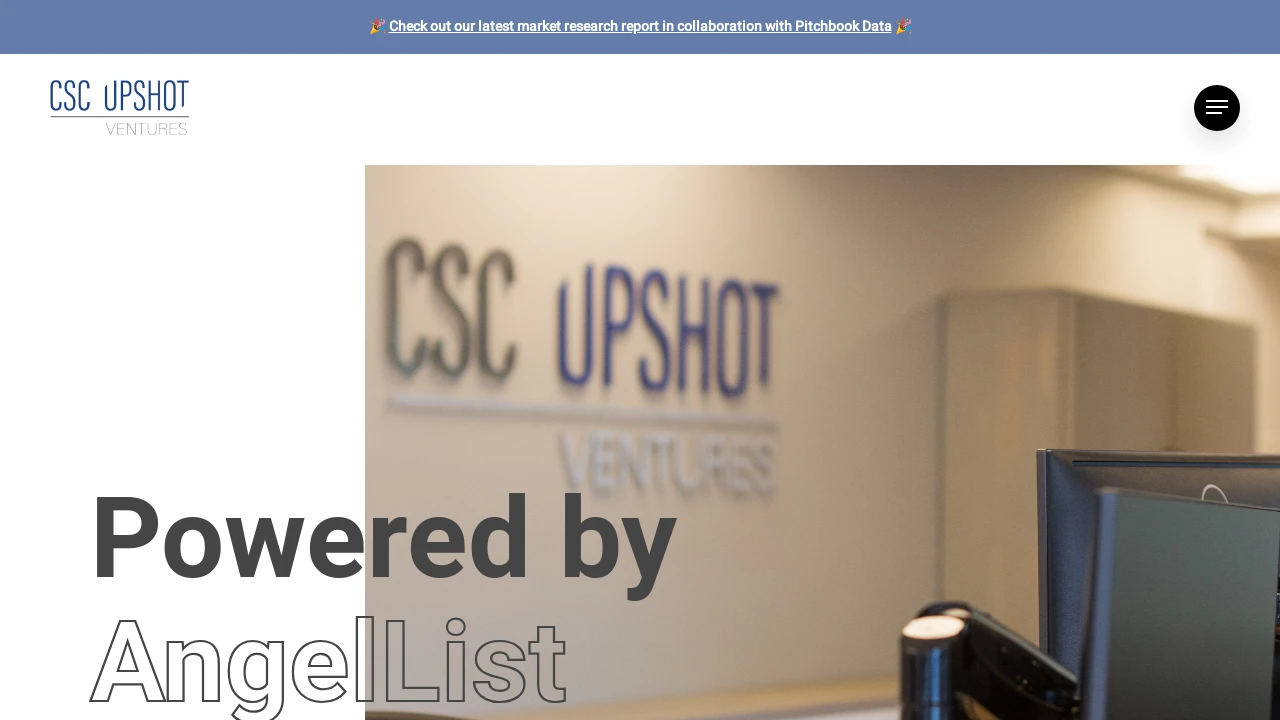 🎉 Check out our latest market research report in collaboration with Pitchbook Data 🎉
CSC UPSHOT
VENTURES
CSC UPSHOT
VENTURES
Powered by
AngelList